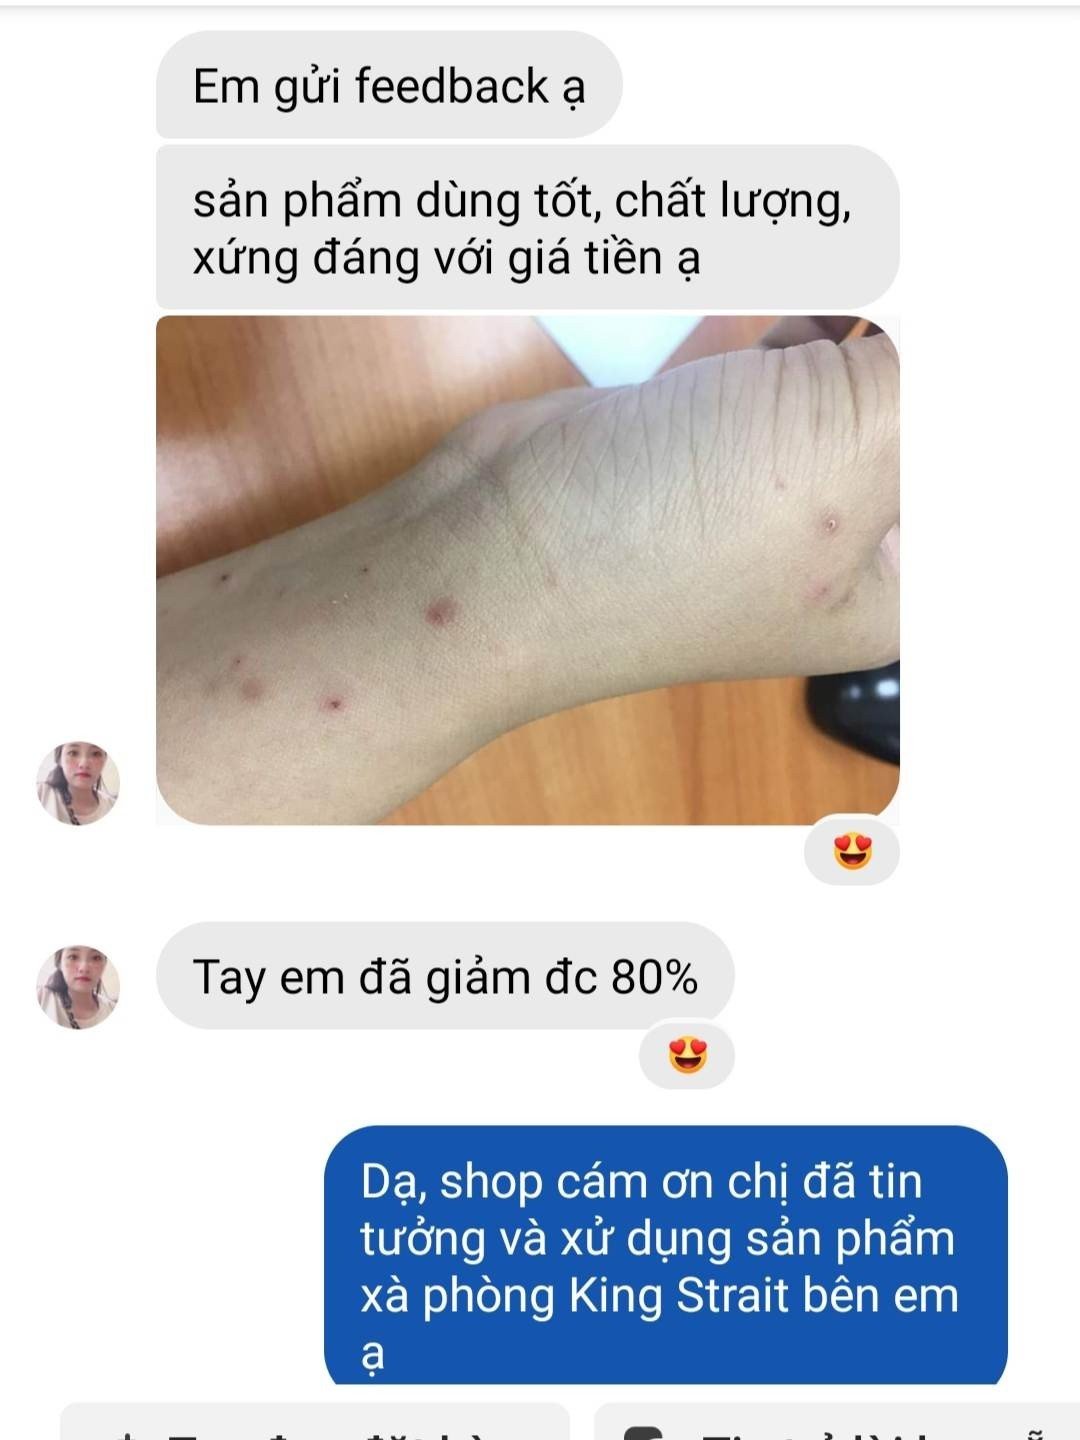 Em gửi feedback ạ
sản phẩm dùng tốt, chất lượng,
xứng đáng với giá tiền ạ
Tay em đã giảm đc 80%
Dạ, shop cám ơn chị đã tin
tưởng và xử dụng sản phẩm
xà phòng King Strait bên em
ạ